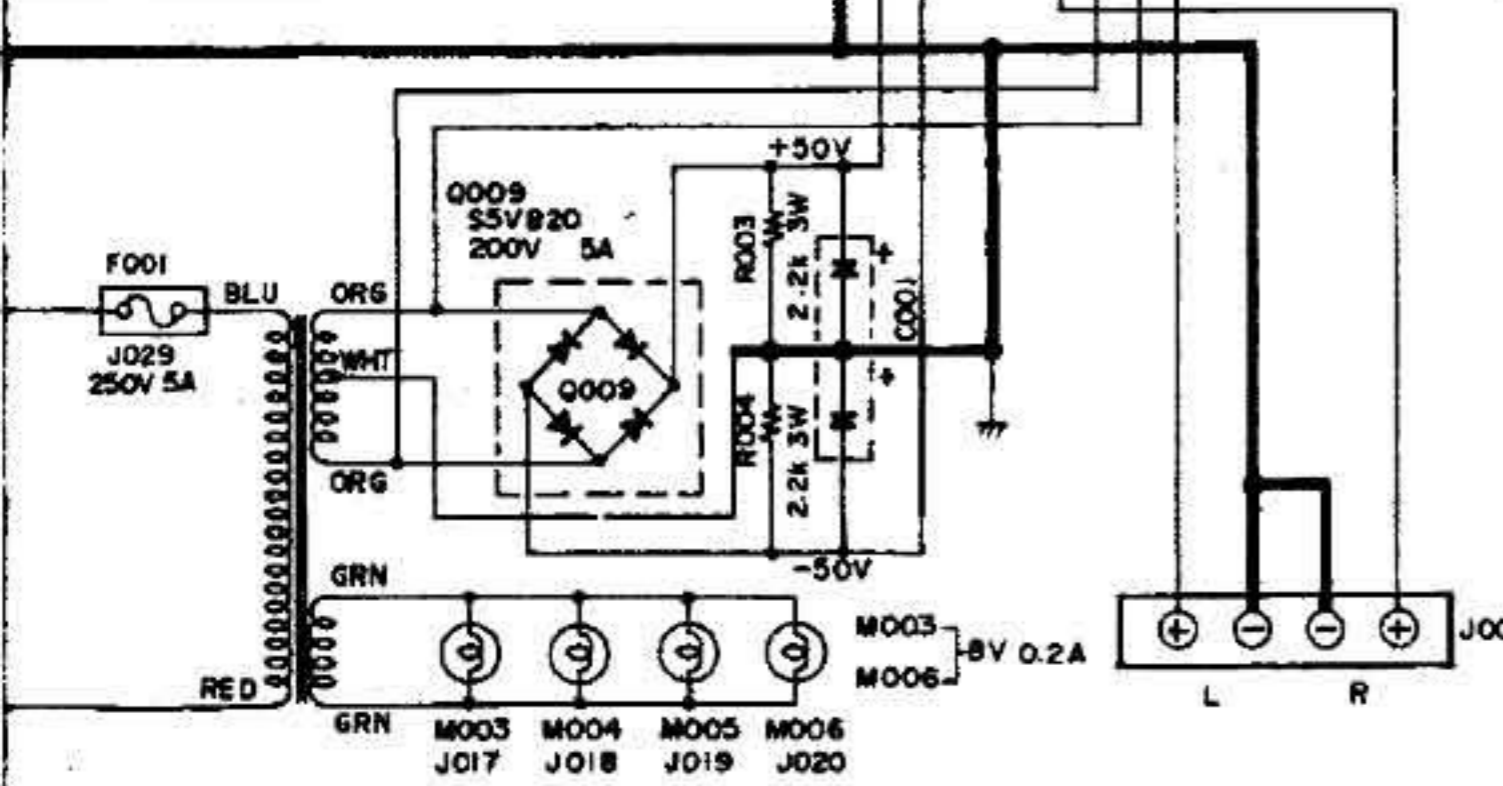 +50V
Q009
S5VB20
200V 5A
R003
2.2k 3W
+
C001
F001
BLU
ORG
J029
250V 5A
WHT
Q009
+
R004
2.2k 3W
ORG
-50V
GRN
RED
GRN
M003
M006
8V 0.2A
+
−
−
+
L
R
M003
M004
M005
M006
J017
J018
J019
J020